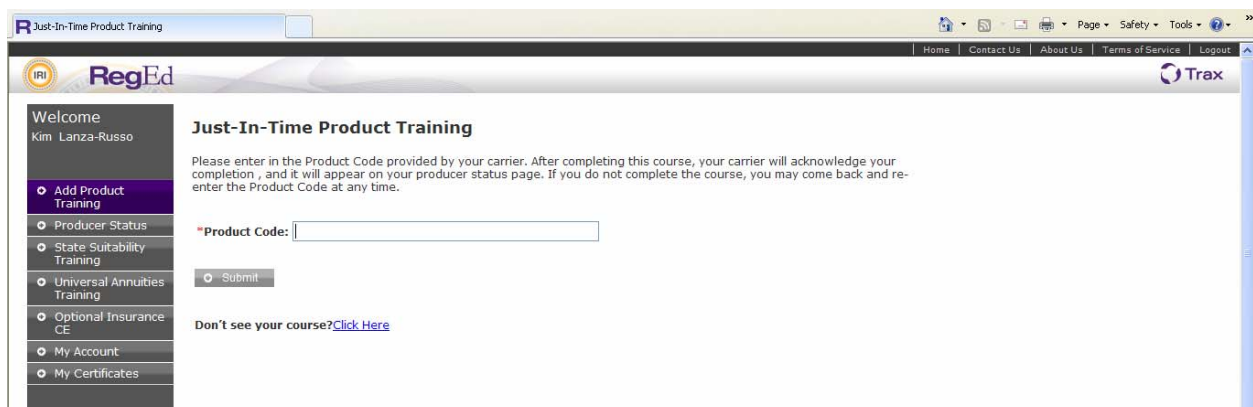 Just-In-Time Product Training
Page Safety Tools
Home | Contact Us | About Us | Terms of Service | Logout
IRI RegEd
Trax
Welcome
Kim Lanza-Russo
Add Product
Training
Producer Status
State Suitability
Training
Universal Annuities
Training
Optional Insurance
CE
My Account
My Certificates
Just-In-Time Product Training
Please enter in the Product Code provided by your carrier. After completing this course, your carrier will acknowledge your
completion , and it will appear on your producer status page. If you do not complete the course, you may come back and re-
enter the Product Code at any time.
*Product Code:
Submit
Don't see your course?Click Here